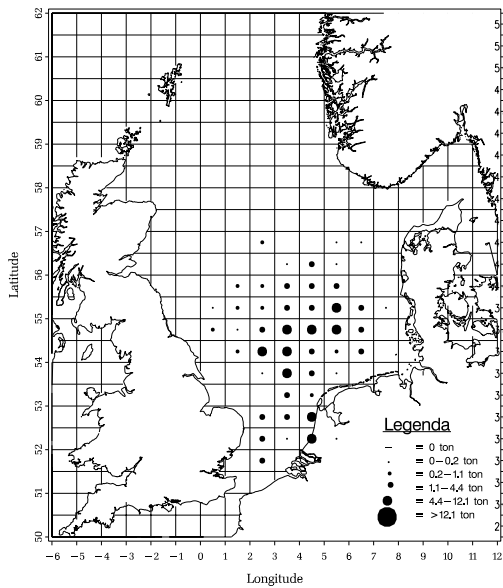 62
61
60
59
58
57
56
55
54
53
52
51
50
Latitude
Legenda
= 0 ton
= 0−0.2 ton
= 0.2−1.1 ton
= 1.1−4.4 ton
= 4.4−12.1 ton
= >12.1 ton
−6 −5 −4 −3 −2 −1 0 1 2 3 4 5 6 7 8 9 10 11 12
Longitude